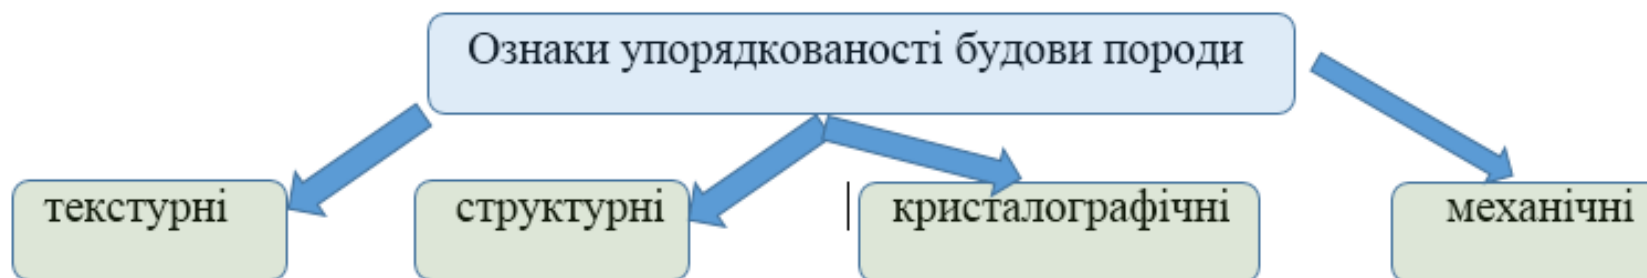 Ознаки упорядкованості будови породи
текстурні
структурні
кристалографічні
механічні